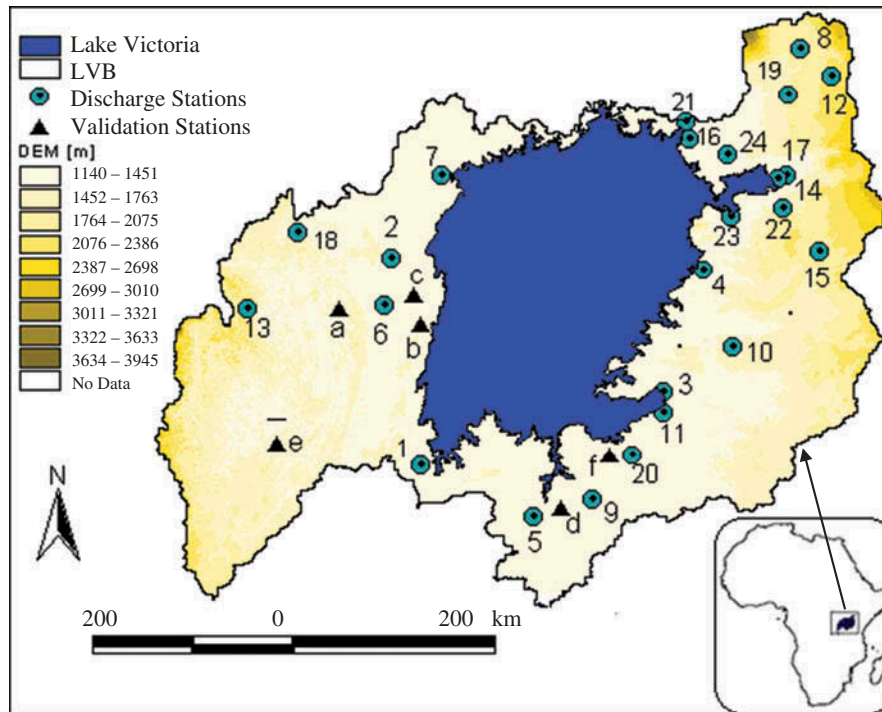 Lake Victoria
LVB
Discharge Stations
Validation Stations
DEM [m]
1140 – 1451
1452 – 1763
1764 – 2075
2076 – 2386
2387 – 2698
2699 – 3010
3011 – 3321
3322 – 3633
3634 – 3945
No Data
8
19
12
21
16
24
17
7
14
2
18
23
22
c
4
15
13
a
6
b
10
3
11
e
1
f
20
N
5
d
9
200 0 200 km